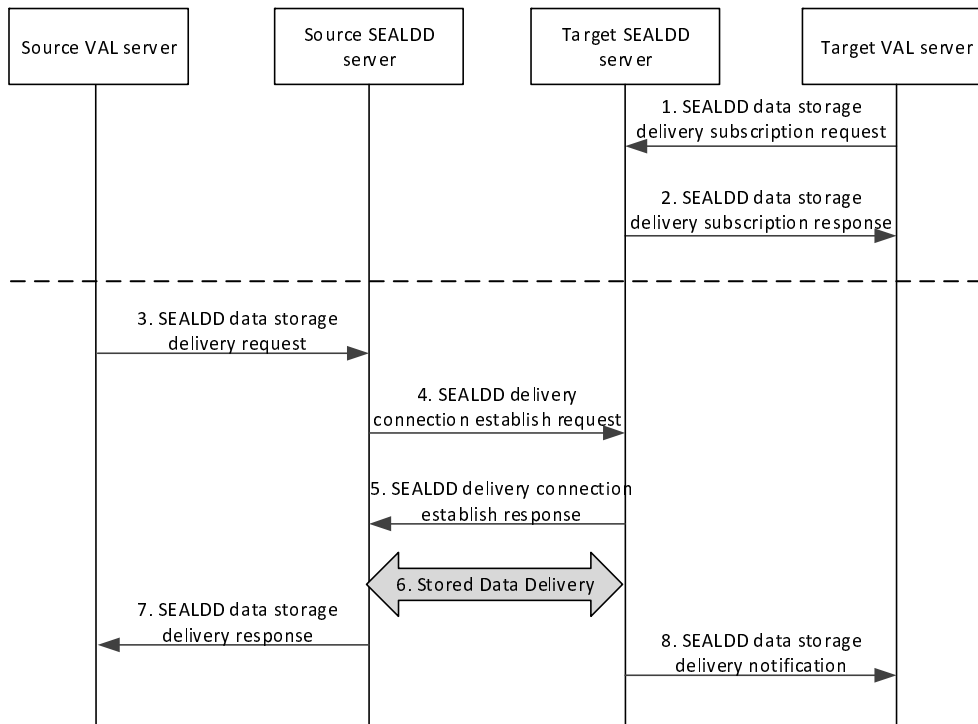 Source VAL server
Source SEALDD
server
Target SEALDD
server
Target VAL server
1. SEALDD data storage
delivery subscription request
2. SEALDD data storage
delivery subscription response
3. SEALDD data storage
delivery request
4. SEALDD delivery
connection establish request
5. SEALDD delivery connection
establish response
6. Stored Data Delivery
7. SEALDD data storage
delivery response
8. SEALDD data storage
delivery notification